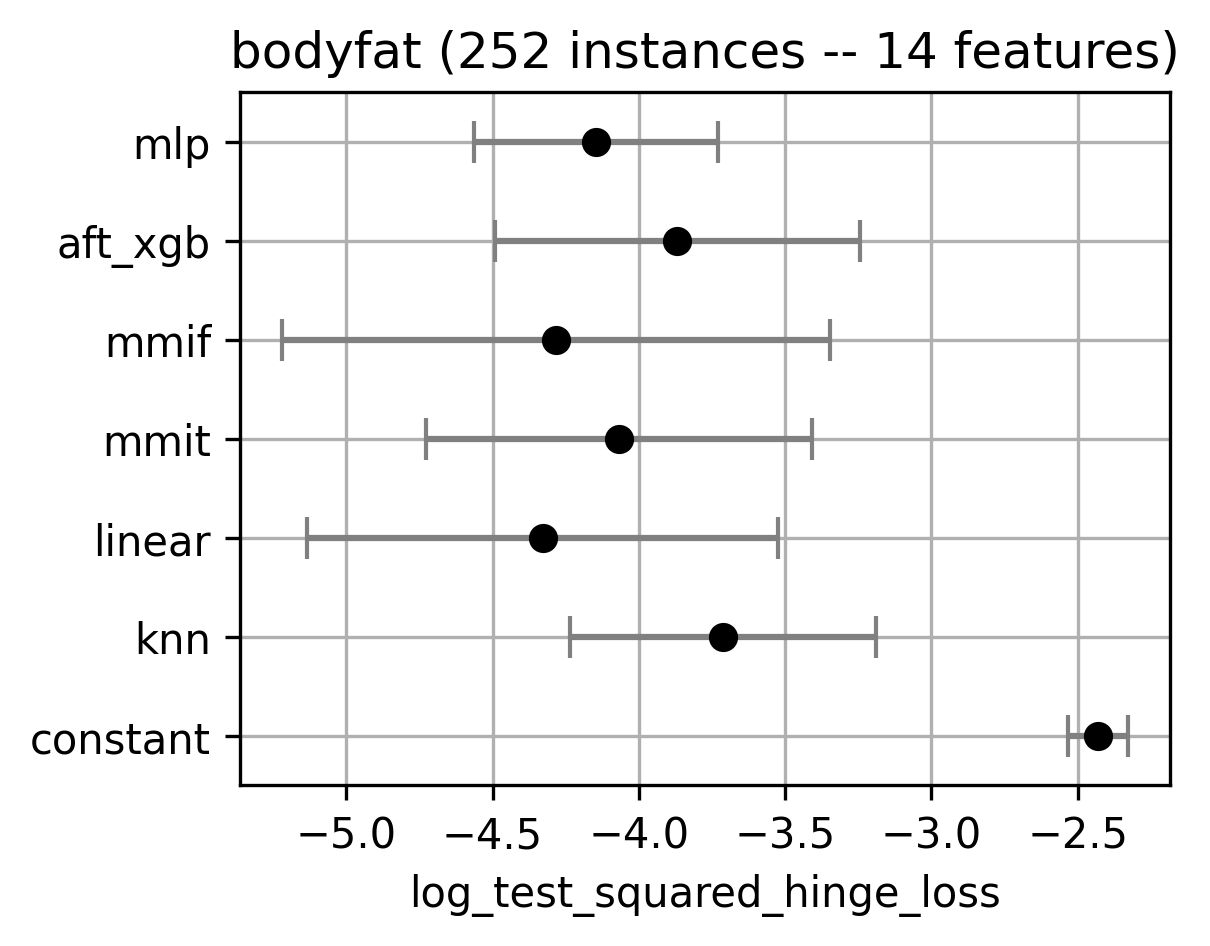 bodyfat (252 instances -- 14 features)
mlp
aft_xgb
mmif
mmit
linear
knn
constant
−5.0 −4.5 −4.0 −3.5 −3.0 −2.5
log_test_squared_hinge_loss